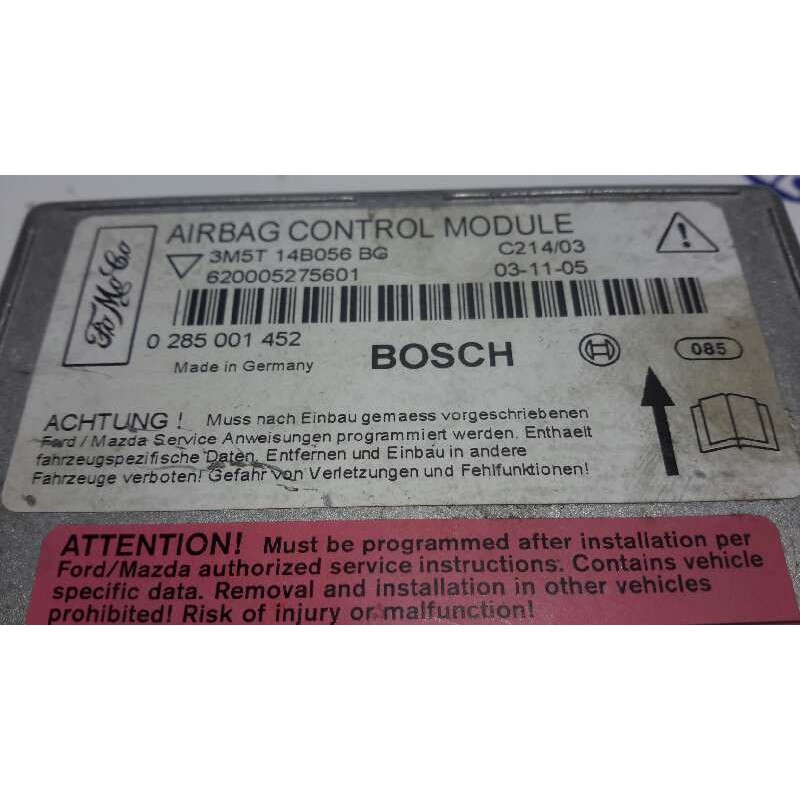 FoMoCo
AIRBAG CONTROL MODULE
3M5T 14B056 BG C214/03
620005275601 03-11-05
0 285 001 452
BOSCH
085
Made in Germany
ACHTUNG ! Muss nach Einbau gemaess vorgeschriebenen
Ford / Mazda Service Anweisungen programmiert werden. Enthaelt
fahrzeugspezifische Daten. Entfernen und Einbau in andere
Fahrzeuge verboten! Gefahr von Verletzungen und Fehlfunktionen!
ATTENTION! Must be programmed after installation per
Ford/Mazda authorized service instructions. Contains vehicle
specific data. Removal and installation in other vehicles
prohibited! Risk of injury or malfunction!